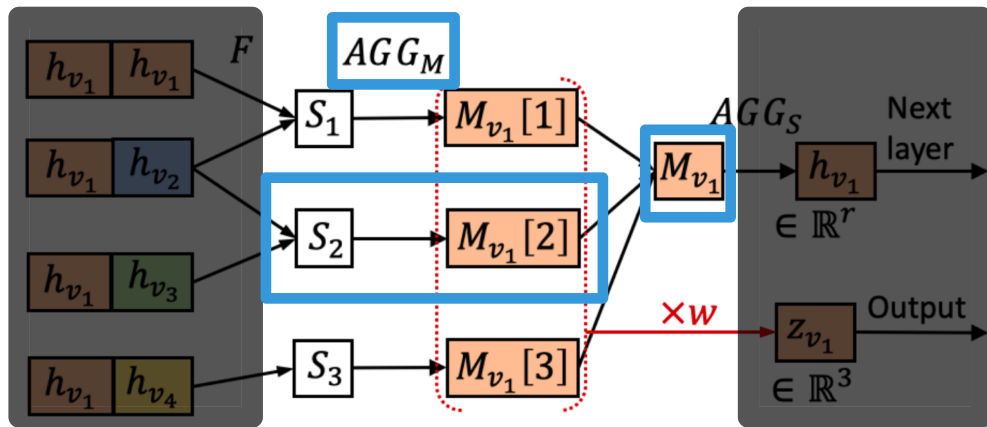 h_{v_1} h_{v_1}
F
AGG_M
S_1
M_{v_1}[1]
AGG_S
Next
layer
h_{v_1} h_{v_2}
M_{v_1}
h_{v_1}
∈ ℝ^r
S_2
M_{v_1}[2]
h_{v_1} h_{v_3}
×w
Output
z_{v_1}
∈ ℝ^3
S_3
M_{v_1}[3]
h_{v_1} h_{v_4}